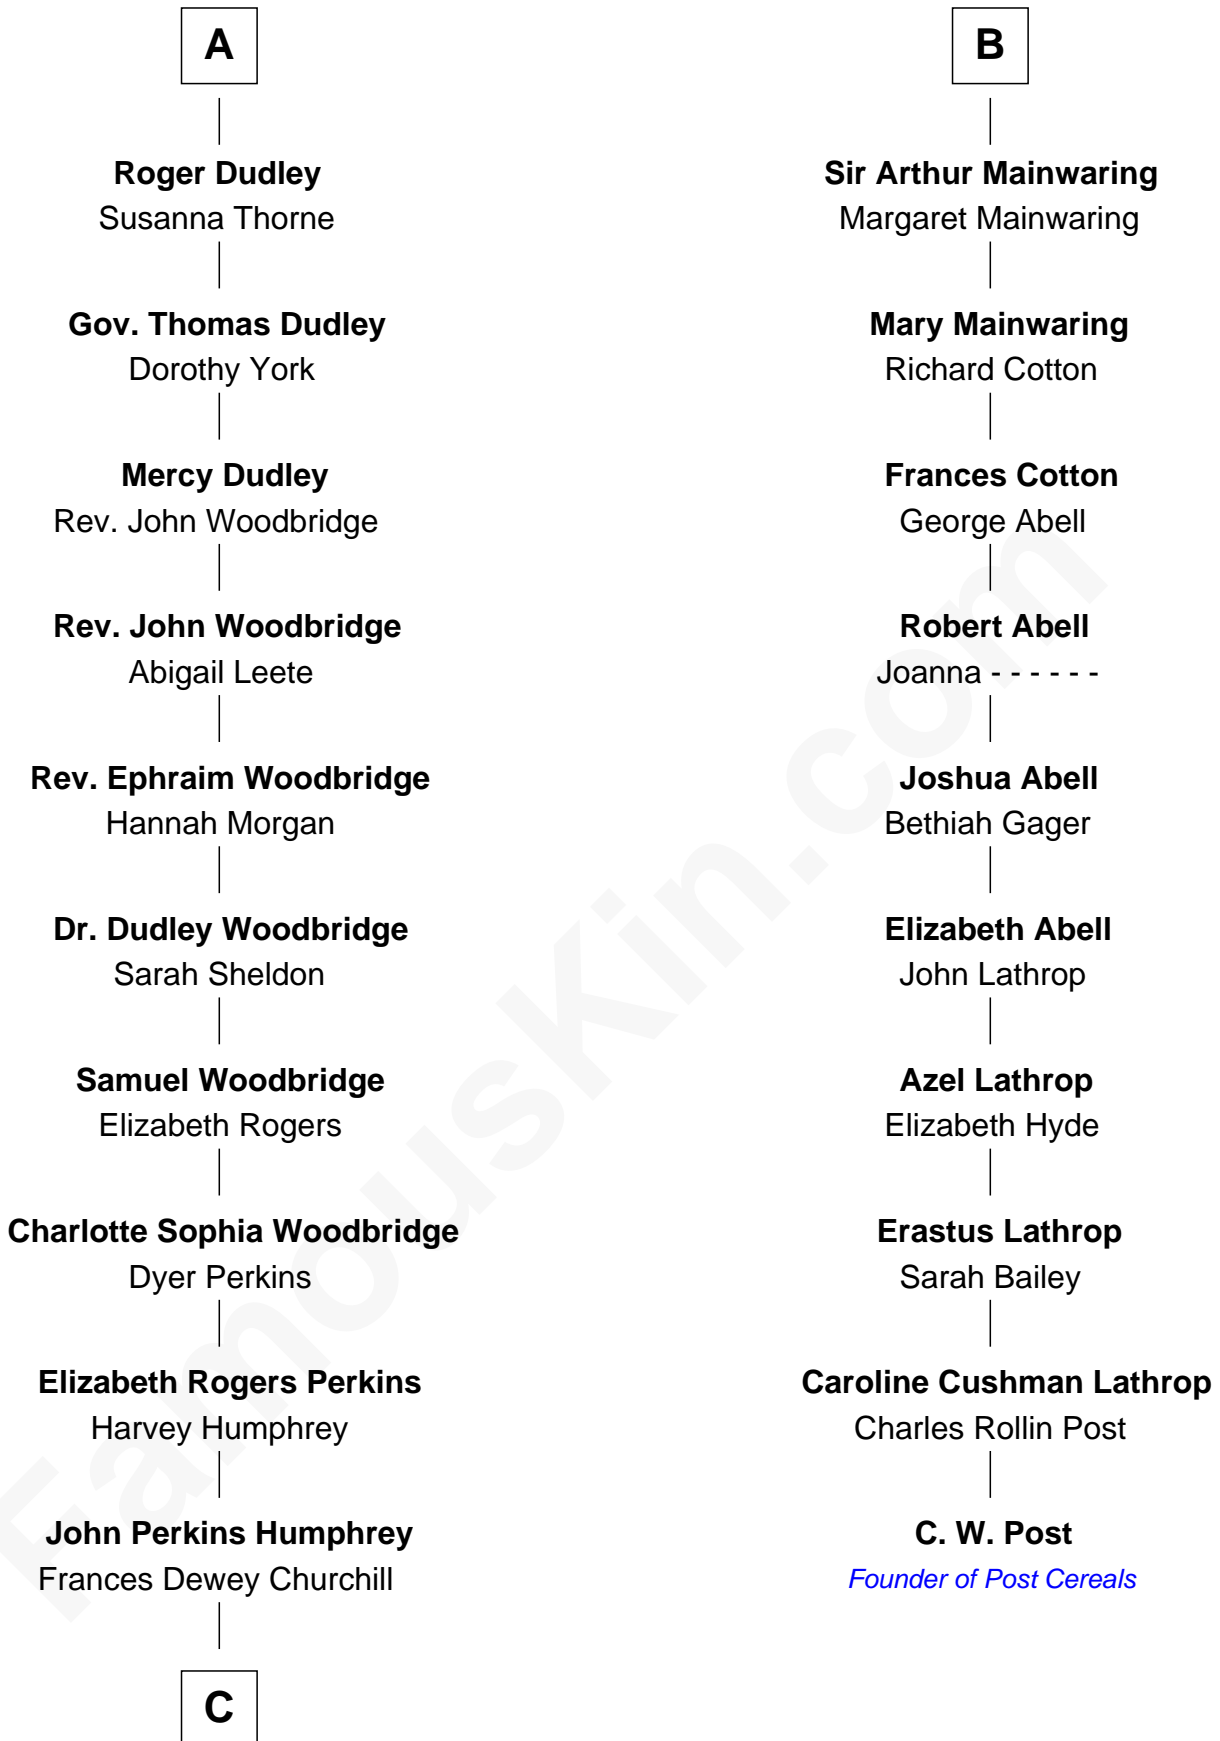 A
Roger Dudley
Susanna Thorne
Gov. Thomas Dudley
Dorothy York
Mercy Dudley
Rev. John Woodbridge
Rev. John Woodbridge
Abigail Leete
Rev. Ephraim Woodbridge
Hannah Morgan
Dr. Dudley Woodbridge
Sarah Sheldon
Samuel Woodbridge
Elizabeth Rogers
Charlotte Sophia Woodbridge
Dyer Perkins
Elizabeth Rogers Perkins
Harvey Humphrey
John Perkins Humphrey
Frances Dewey Churchill
C
B
Sir Arthur Mainwaring
Margaret Mainwaring
Mary Mainwaring
Richard Cotton
Frances Cotton
George Abell
Robert Abell
Joanna - - - - - -
Joshua Abell
Bethiah Gager
Elizabeth Abell
John Lathrop
Azel Lathrop
Elizabeth Hyde
Erastus Lathrop
Sarah Bailey
Caroline Cushman Lathrop
Charles Rollin Post
C. W. Post
Founder of Post Cereals
FamousKin.com